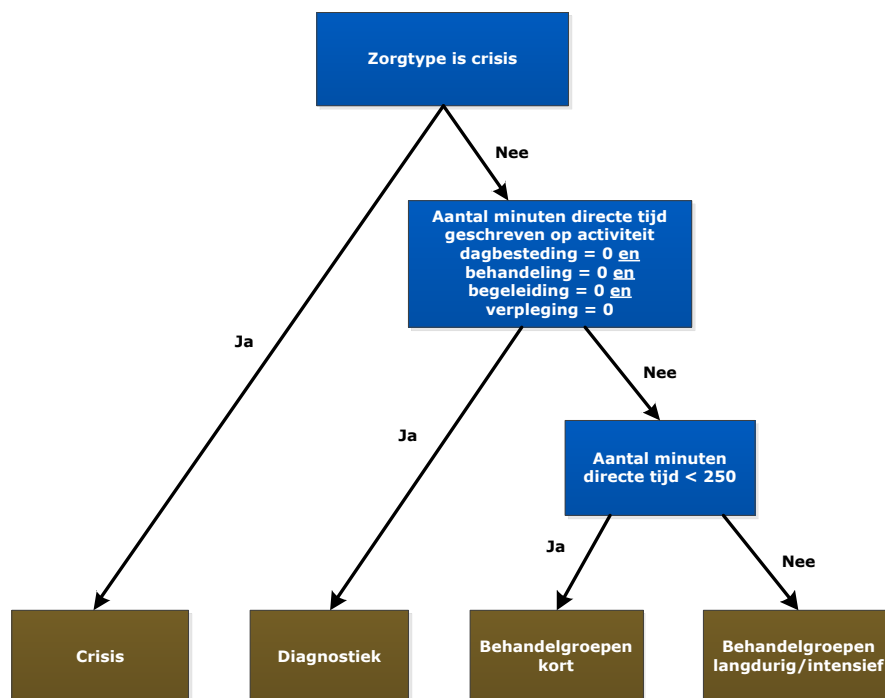 Zorgtype is crisis
Nee
Aantal minuten directe tijd
geschreven op activiteit
dagbesteding = 0 en
behandeling = 0 en
begeleiding = 0 en
verpleging = 0
Ja
Nee
Ja
Aantal minuten
directe tijd < 250
Ja
Nee
Crisis
Diagnostiek
Behandelgroepen
kort
Behandelgroepen
langdurig/intensief